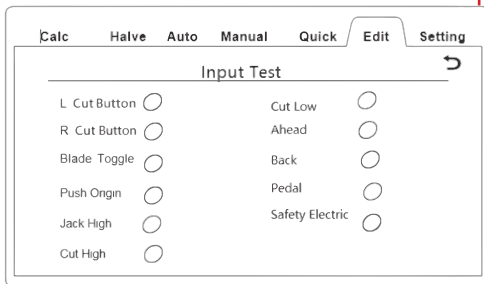 Calc Halve Auto Manual Quick Edit Setting
Input Test
L Cut Button
R Cut Button
Blade Toggle
Push Origin
Jack High
Cut High
Cut Low
Ahead
Back
Pedal
Safety Electric